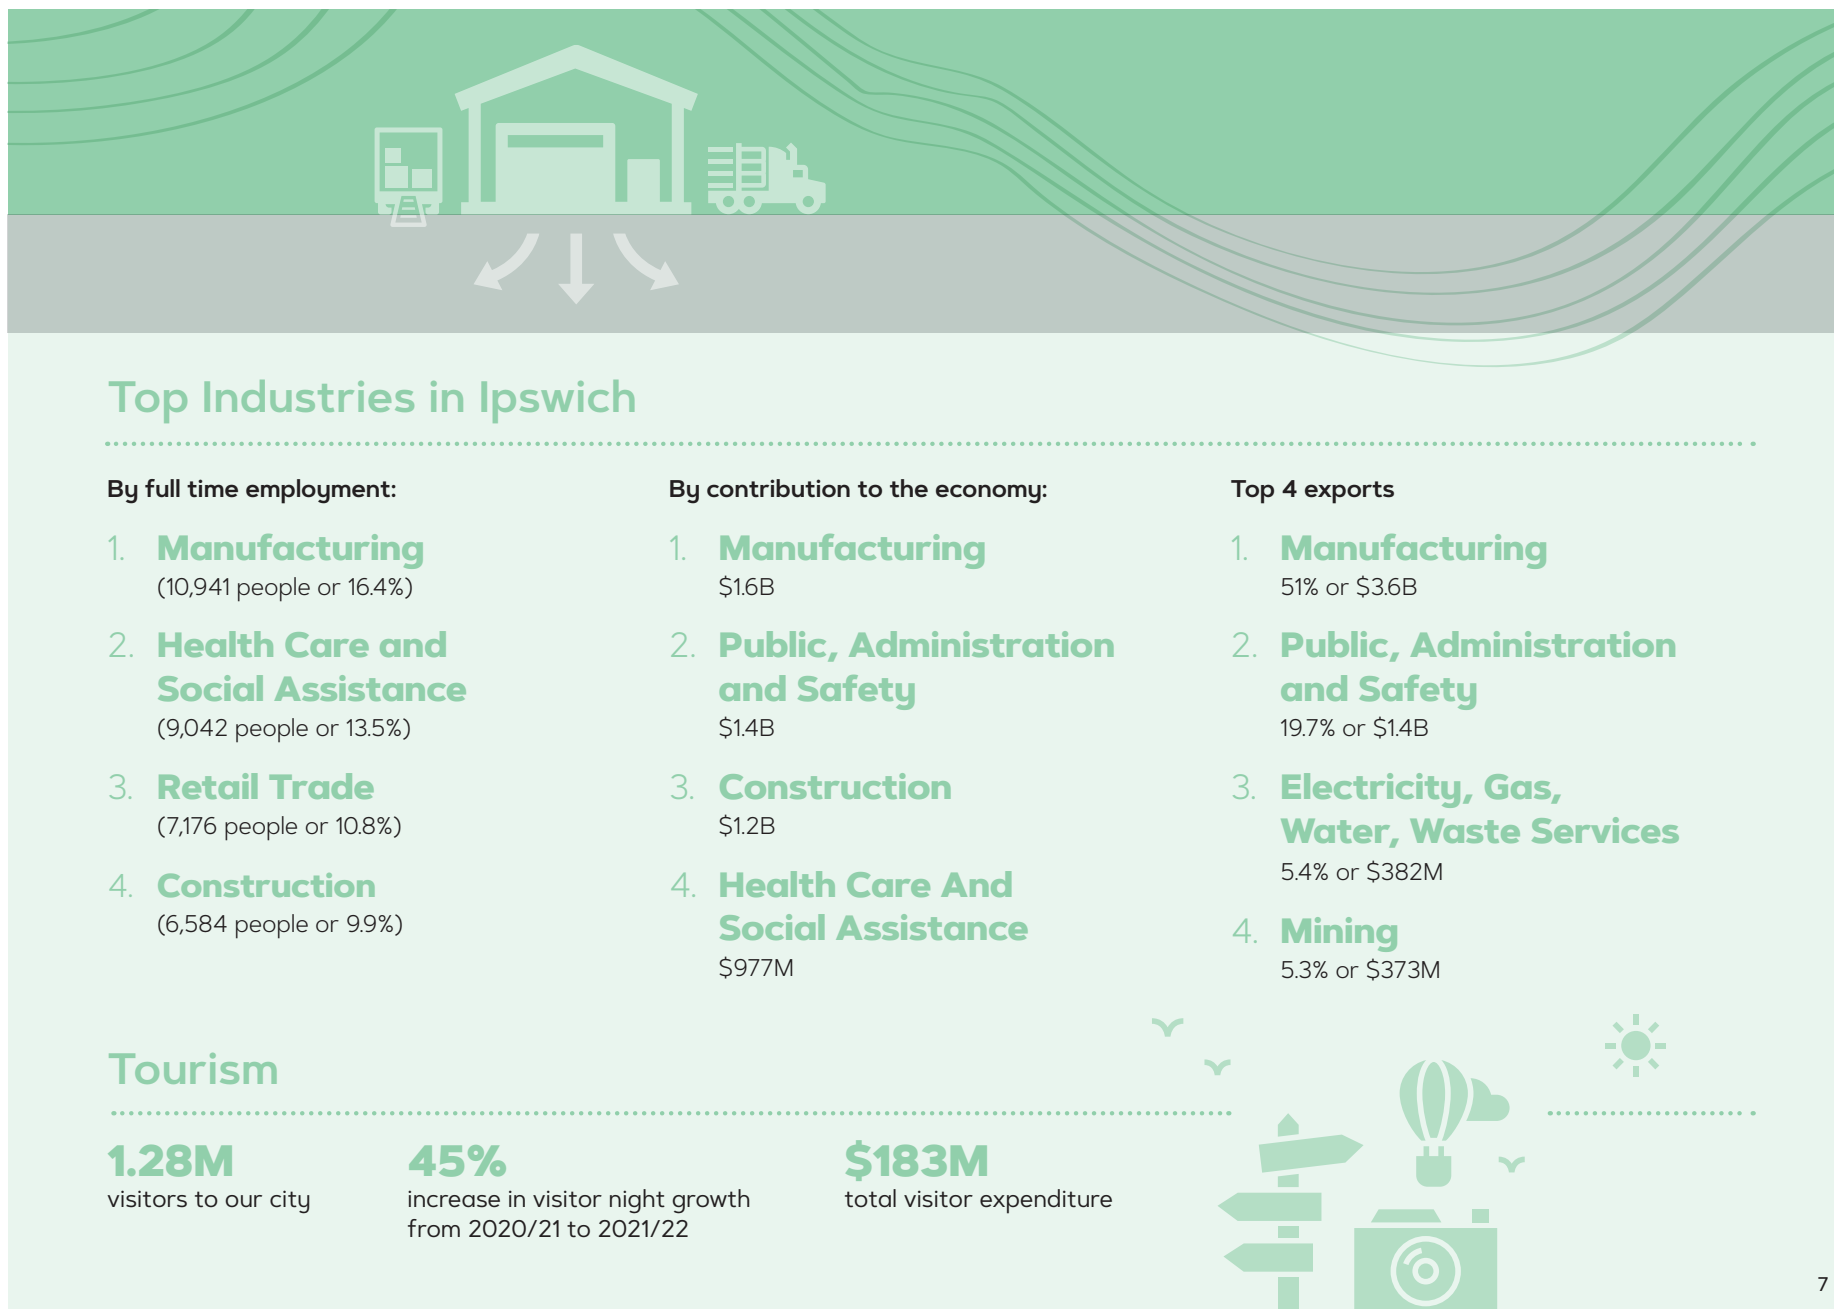 Top Industries in Ipswich
By full time employment:
1. Manufacturing
(10,941 people or 16.4%)
2. Health Care and
Social Assistance
(9,042 people or 13.5%)
3. Retail Trade
(7,176 people or 10.8%)
4. Construction
(6,584 people or 9.9%)
By contribution to the economy:
1. Manufacturing
$1.6B
2. Public, Administration
and Safety
$1.4B
3. Construction
$1.2B
4. Health Care And
Social Assistance
$977M
Top 4 exports
1. Manufacturing
51% or $3.6B
2. Public, Administration
and Safety
19.7% or $1.4B
3. Electricity, Gas,
Water, Waste Services
5.4% or $382M
4. Mining
5.3% or $373M
Tourism
1.28M
visitors to our city
45%
increase in visitor night growth
from 2020/21 to 2021/22
$183M
total visitor expenditure
7